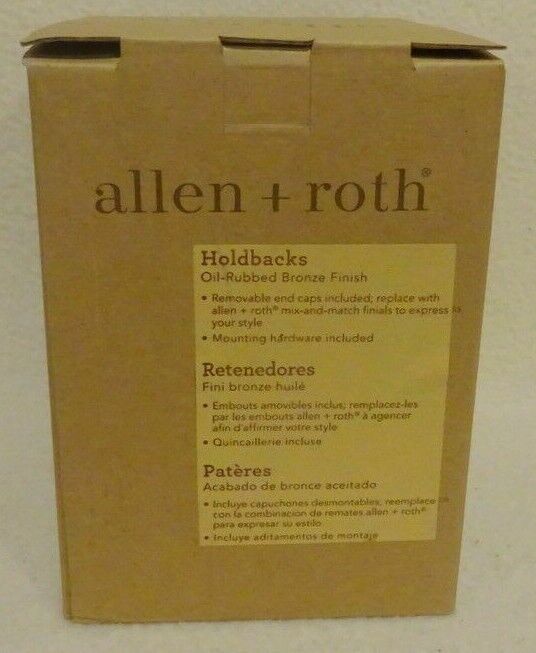 allen + roth®
Holdbacks
Oil-Rubbed Bronze Finish
• Removable end caps included; replace with
allen + roth® mix-and-match finials to express
your style
• Mounting hardware included
Retenedores
Fini bronze huilé
• Embouts amovibles inclus; remplacez-les
par les embouts allen + roth® à agencer
afin d'affirmer votre style
• Quincaillerie incluse
Patères
Acabado de bronce aceitado
• Incluye capuchones desmontables; reemplace
con la combinación de remates allen + roth®
para expresar su estilo
• Incluye aditamentos de montaje